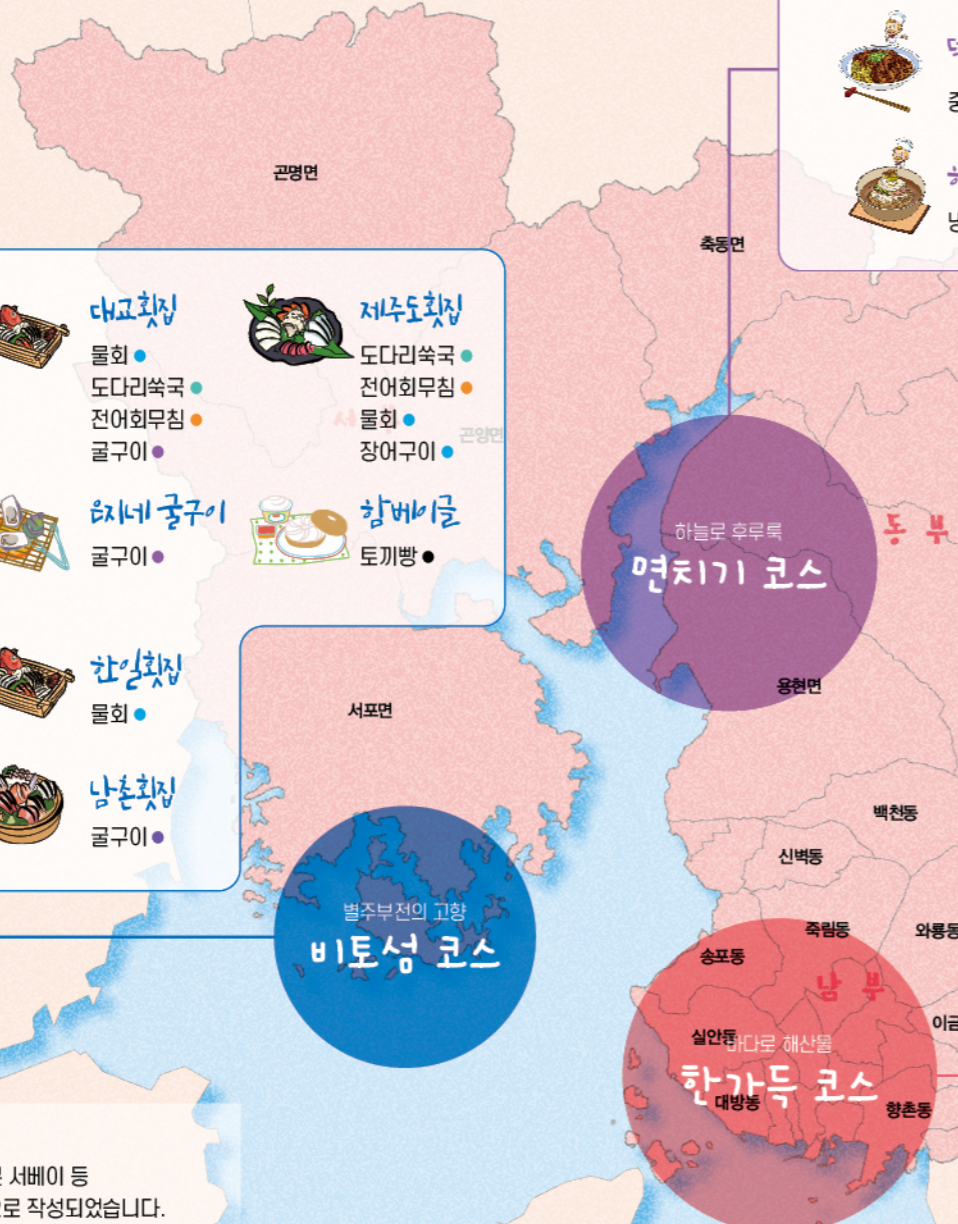 곤명면
축동면
대교횟집
물회
도다리쑥국
전어회무침
굴구이
제주도횟집
도다리쑥국
전어회무침
물회
장어구이
서
곤양면
은지네 굴구이
굴구이
함베이글
토끼빵
한일횟집
물회
남촌횟집
굴구이
하늘로 후루룩
면치기 코스
동부
용현면
서포면
백천동
신벽동
죽림동
와룡동
송포동
남부
별주부전의 고향
비토섬 코스
실안동
바다로 해산물
한가득 코스
대방동
향촌동
이금
서베이 등
로 작성되었습니다.